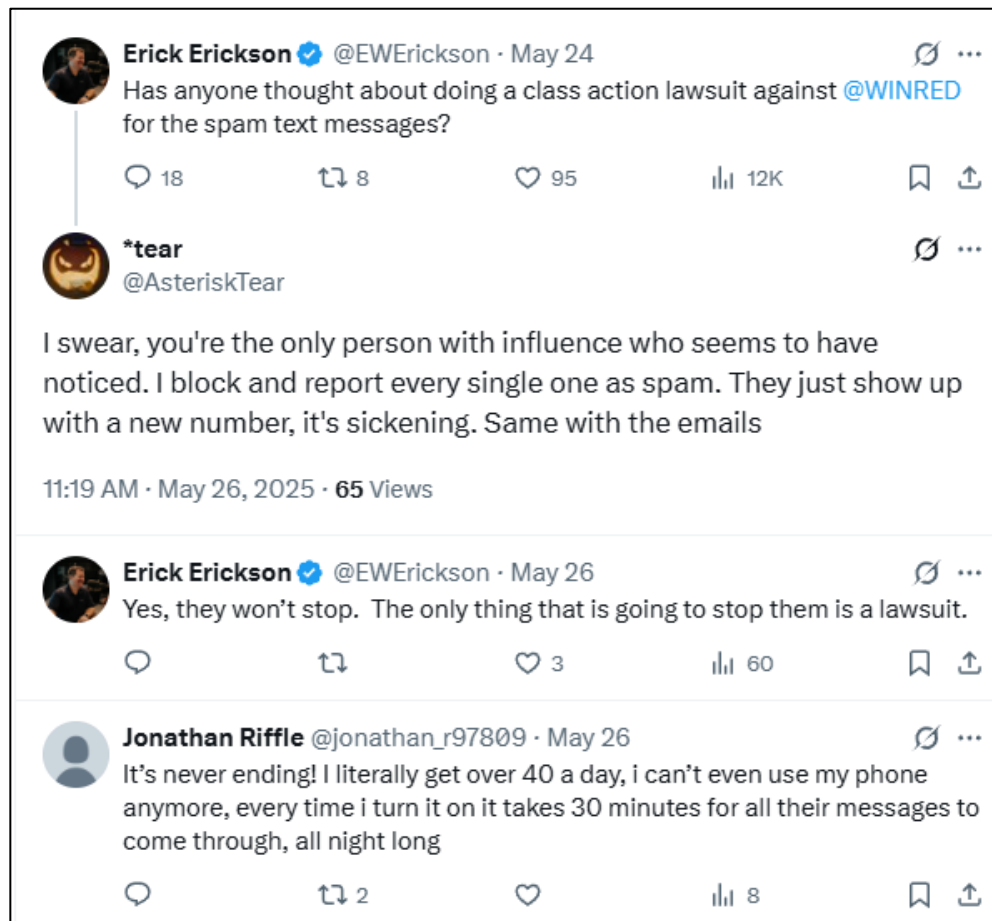 Erick Erickson @EWErickson · May 24
Has anyone thought about doing a class action lawsuit against @WINRED
for the spam text messages?
18 8 95 12K
*tear
@AsteriskTear
I swear, you're the only person with influence who seems to have
noticed. I block and report every single one as spam. They just show up
with a new number, it's sickening. Same with the emails
11:19 AM · May 26, 2025 · 65 Views
Erick Erickson @EWErickson · May 26
Yes, they won’t stop.  The only thing that is going to stop them is a lawsuit.
3 60
Jonathan Riffle @jonathan_r97809 · May 26
It’s never ending! I literally get over 40 a day, i can’t even use my phone
anymore, every time i turn it on it takes 30 minutes for all their messages to
come through, all night long
2 8